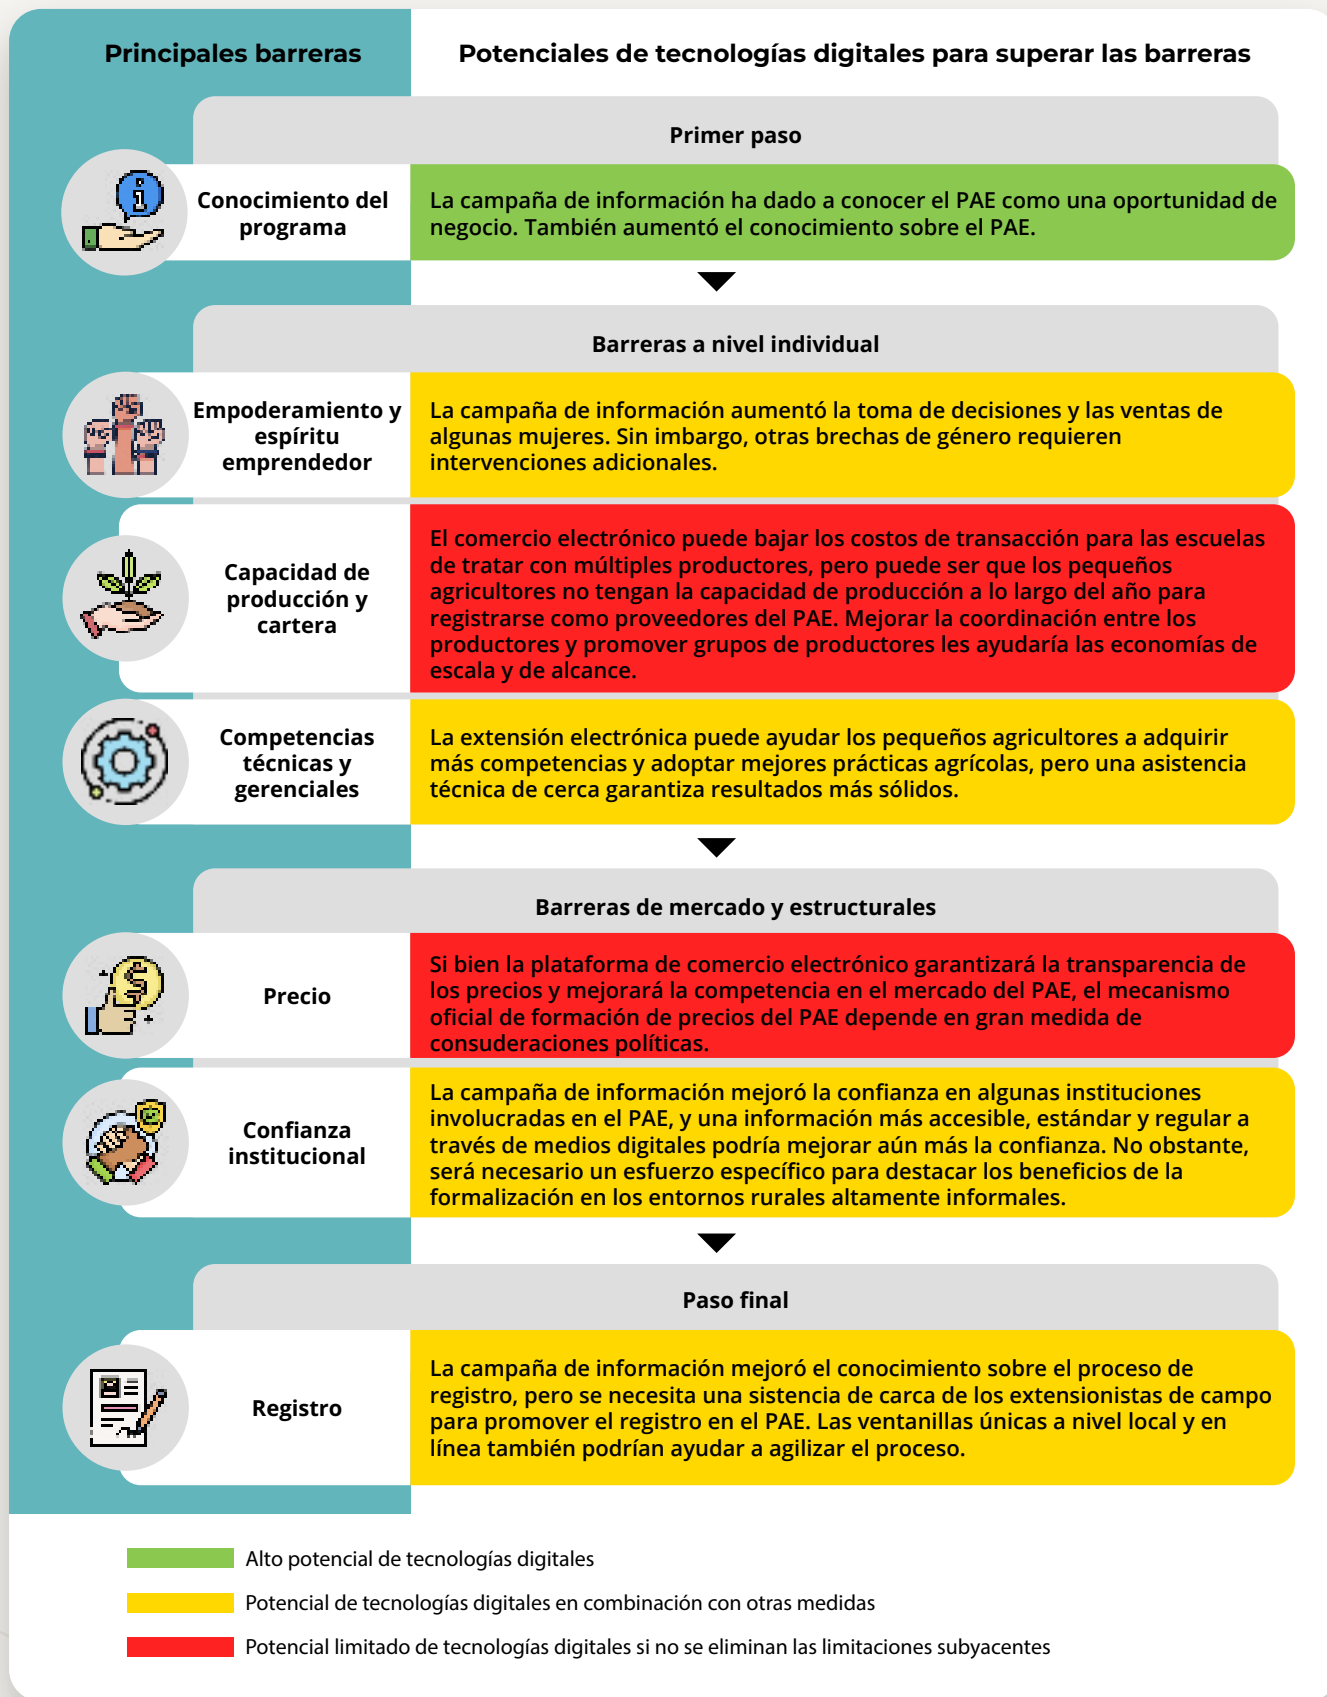 Principales barreras
Potenciales de tecnologías digitales para superar las barreras
Primer paso
Conocimiento del
programa
La campaña de información ha dado a conocer el PAE como una oportunidad de
negocio. También aumentó el conocimiento sobre el PAE.
Barreras a nivel individual
Empoderamiento y
espíritu
emprendedor
La campaña de información aumentó la toma de decisiones y las ventas de
algunas mujeres. Sin imbargo, otras brechas de género requieren
intervenciones adicionales.
Capacidad de
producción y
cartera
El comercio electrónico puede bajar los costos de transacción para las escuelas
de tratar con múltiples productores, pero puede ser que los pequeños
agricultores no tengan la capacidad de producción a lo largo del año para
registrarse como proveedores del PAE. Mejorar la coordinación entre los
productores y promover grupos de productores les ayudaría las economías de
escala y de alcance.
Competencias
técnicas y
gerenciales
La extensión electrónica puede ayudar los pequeños agricultores a adquirir
más competencias y adoptar mejores prácticas agrícolas, pero una asistencia
técnica de cerca garantiza resultados más sólidos.
Barreras de mercado y estructurales
Precio
Si bien la plataforma de comercio electrónico garantizará la transparencia de
los precios y mejorará la competencia en el mercado del PAE, el mecanismo
oficial de formación de precios del PAE depende en gran medida de
consuderaciones políticas.
Confianza
institucional
La campaña de información mejoró la confianza en algunas instituciones
involucradas en el PAE, y una información más accesible, estándar y regular a
través de medios digitales podría mejorar aún más la confianza. No obstante,
será necesario un esfuerzo específico para destacar los beneficios de la
formalización en los entornos rurales altamente informales.
Paso final
Registro
La campaña de información mejoró el conocimiento sobre el proceso de
registro, pero se necesita una sistencia de carca de los extensionistas de campo
para promover el registro en el PAE. Las ventanillas únicas a nivel local y en
línea también podrían ayudar a agilizar el proceso.
Alto potencial de tecnologías digitales
Potencial de tecnologías digitales en combinación con otras medidas
Potencial limitado de tecnologías digitales si no se eliminan las limitaciones subyacentes